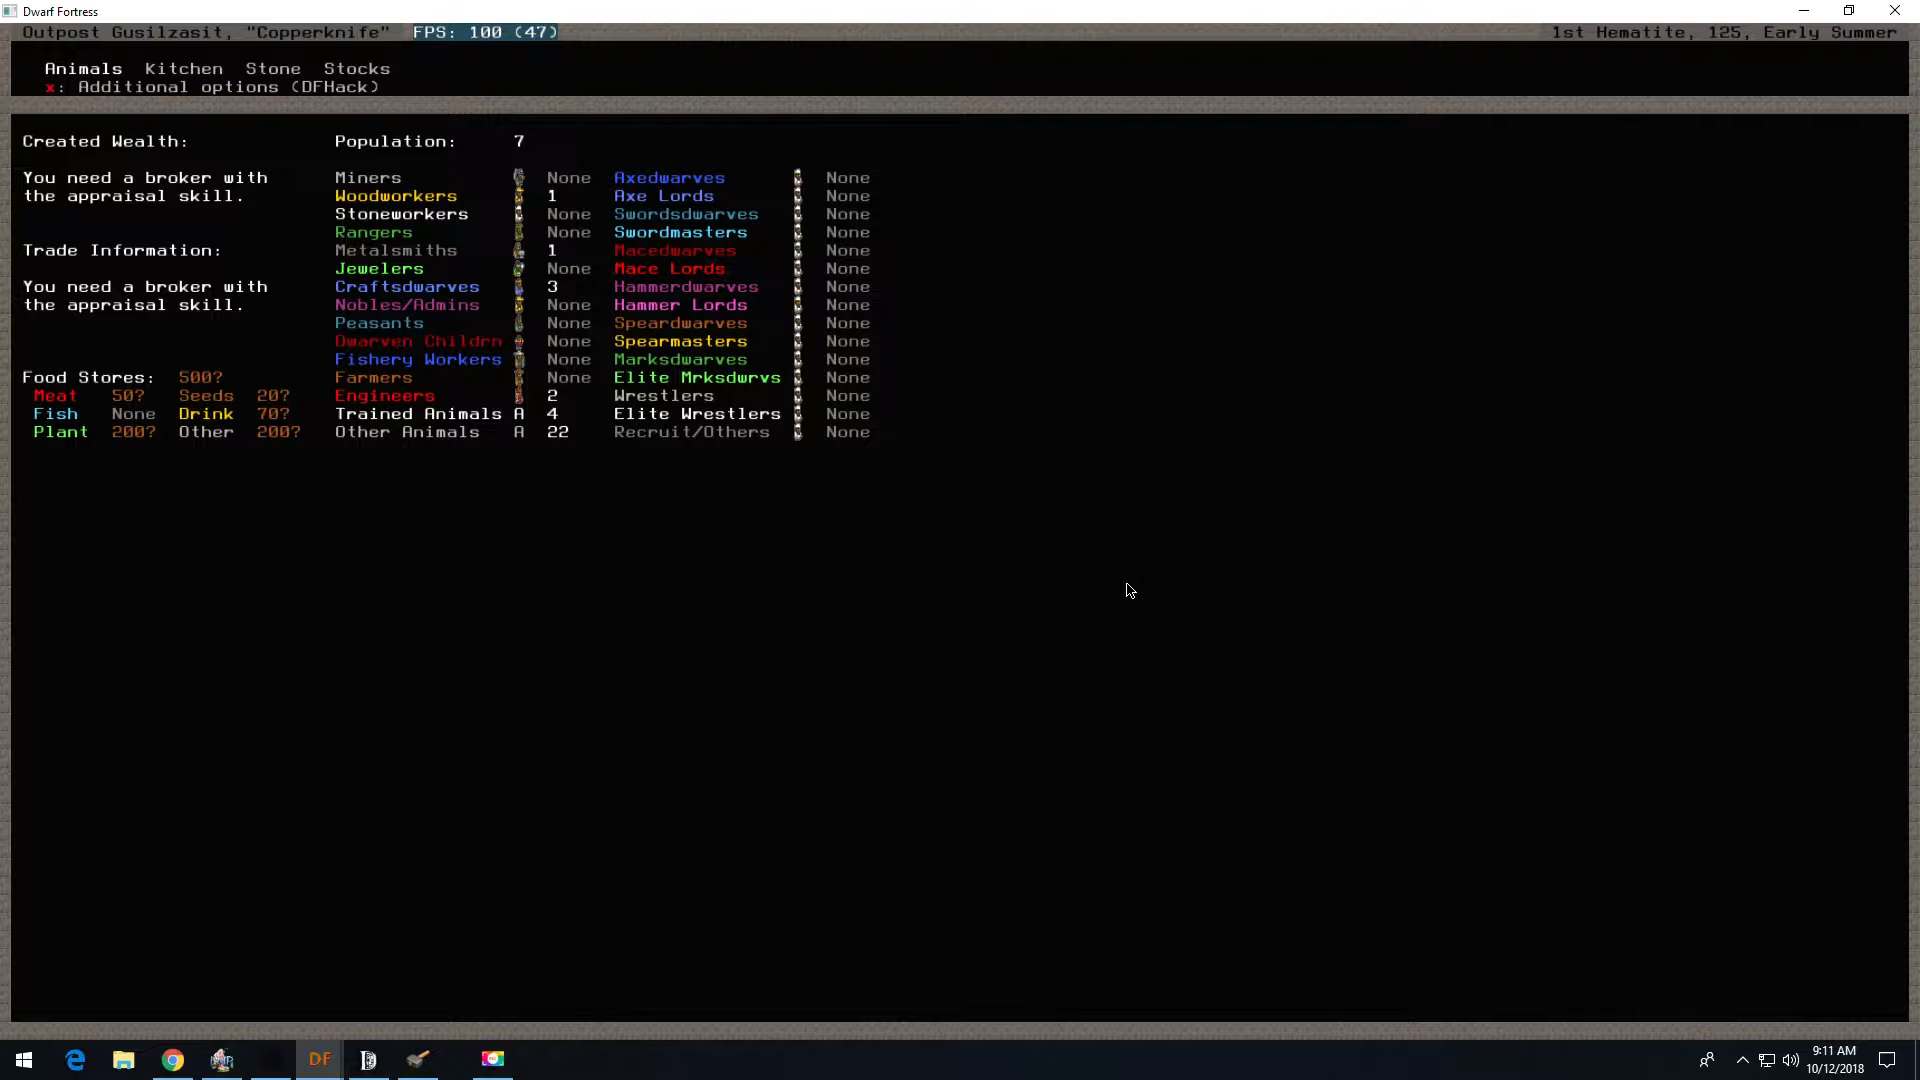 Dwarf Fortress
Outpost Gusilzasit, "Copperknife" FPS: 100 (47) 1st Hematite, 125, Early Summer
Animals Kitchen Stone Stocks
x: Additional options (DFHack)
Created Wealth: Population: 7
You need a broker with Miners None Axedwarves None
the appraisal skill. Woodworkers 1 Axe Lords None
Stoneworkers None Swordsdwarves None
Rangers None Swordmasters None
Trade Information: Metalsmiths 1 Macedwarves None
Jewelers None Mace Lords None
You need a broker with Craftsdwarves 3 Hammerdwarves None
the appraisal skill. Nobles/Admins None Hammer Lords None
Peasants None Speardwarves None
Dwarven Childrn None Spearmasters None
Fishery Workers None Marksdwarves None
Food Stores: 500? Farmers None Elite Mrksdwrvs None
Meat 50? Seeds 20? Engineers 2 Wrestlers None
Fish None Drink 70? Trained Animals A 4 Elite Wrestlers None
Plant 200? Other 200? Other Animals A 22 Recruit/Others None
DF
9:11 AM
10/12/2018